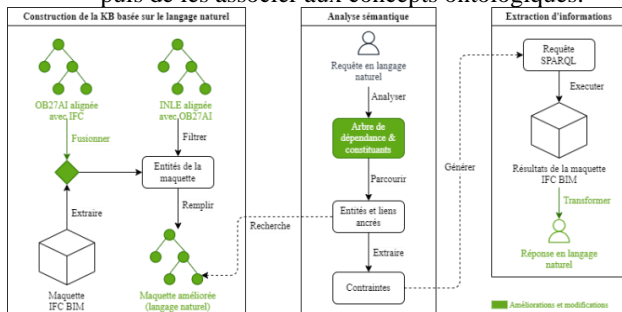 puis de les associer aux concepts ontologiques.
Construction de la KB basée sur le langage naturel
OB27AI alignée
avec IFC
INLE alignée
avec OB27AI
Fusionner
Filtrer
Entités de la
maquette
Extraire
Remplir
Maquette
IFC BIM
Maquette améliorée
(langage naturel)
Analyse sémantique
Requête en langage
naturel
Analyser
Arbre de
dépendance &
constituants
Parcourir
Entités et liens
ancrés
Recherche
Extraire
Contraintes
Générer
Extraction d'informations
Requête
SPARQL
Executer
Résultats de la maquette
IFC BIM
Transformer
Réponse en langage
naturel
Améliorations et modifications